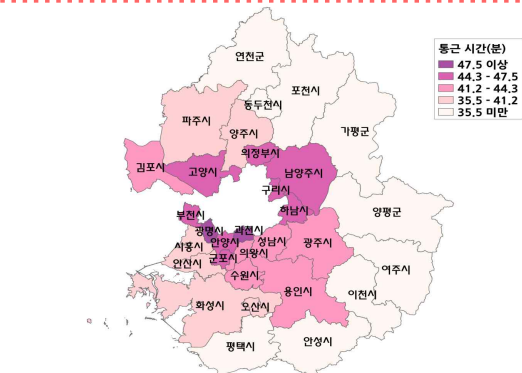 통근 시간(분)
47.5 이상
44.3 - 47.5
41.2 - 44.3
35.5 - 41.2
35.5 미만
연천군
포천시
동두천시
파주시
양주시
가평군
의정부시
김포시
고양시
남양주시
구리시
하남시
양평군
부천시
광명시
과천시
안양시
성남시
광주시
시흥시
의왕시
군포시
안산시
수원시
여주시
용인시
이천시
화성시
오산시
평택시
안성시